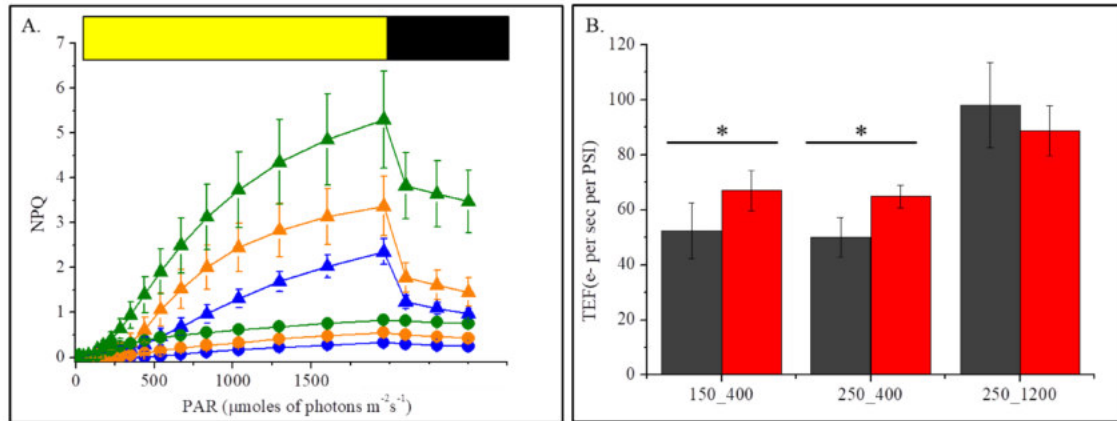 A.
7
6
5
4
3
2
1
0
NPQ
0 500 1000 1500
PAR (μmoles of photons m⁻²s⁻¹)
B.
120
100
80
60
40
20
0
TEF(e- per sec per PSI)
* *
150_400 250_400 250_1200